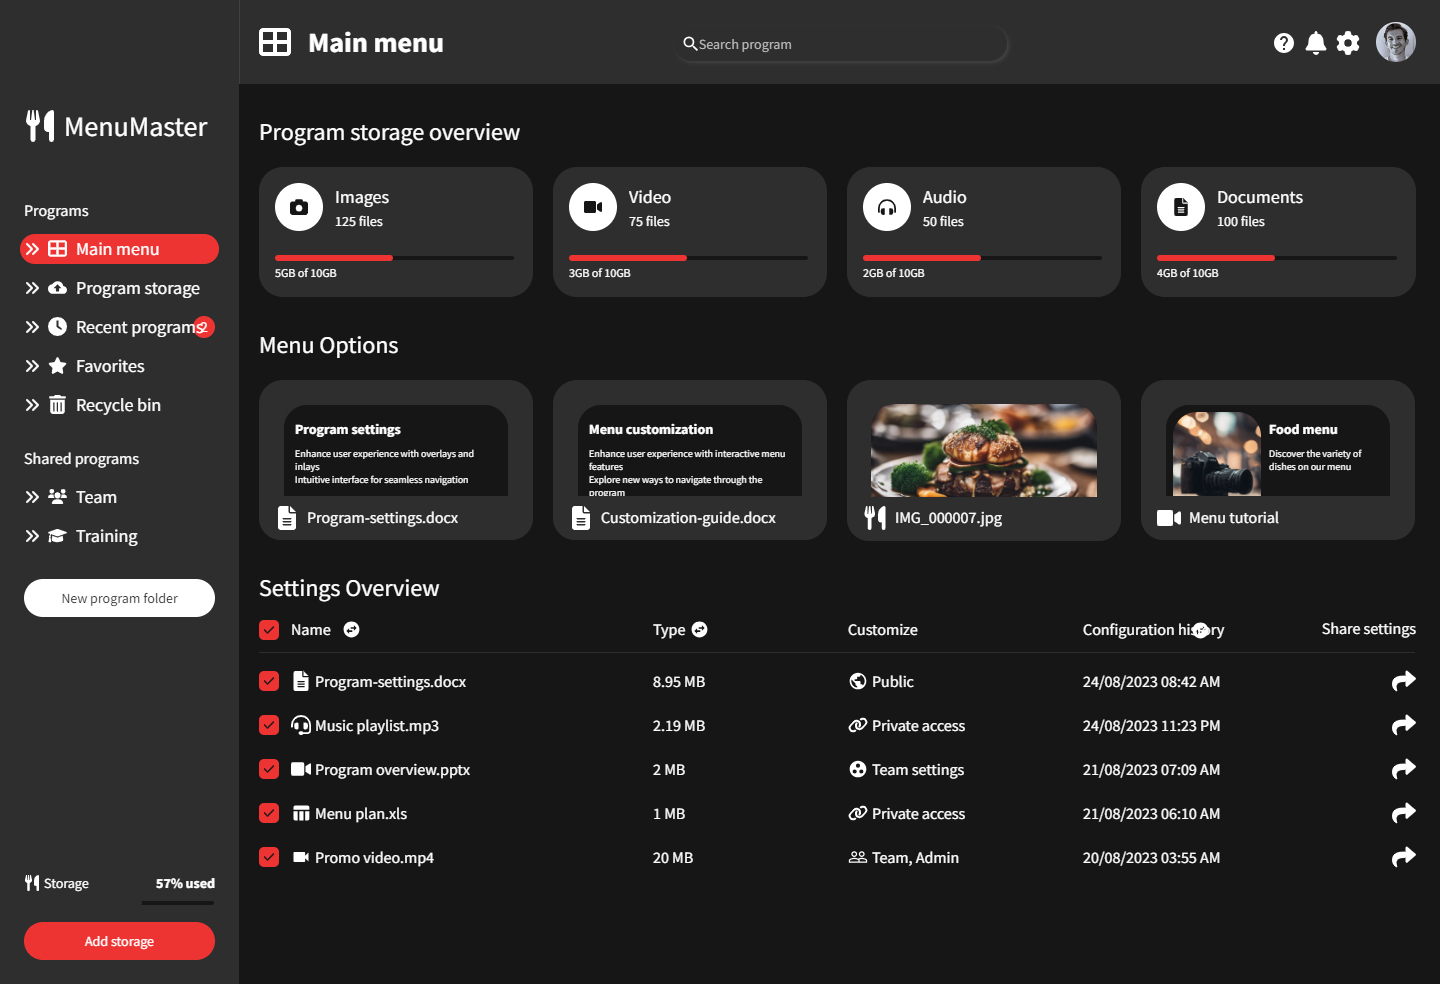 Main menu
Search program
MenuMaster
Programs
Main menu
Program storage
Recent programs
2
Favorites
Recycle bin
Shared programs
Team
Training
New program folder
Storage
57% used
Add storage
Program storage overview
Images
125 files
5GB of 10GB
Video
75 files
3GB of 10GB
Audio
50 files
2GB of 10GB
Documents
100 files
4GB of 10GB
Menu Options
Program settings
Enhance user experience with overlays and
inlays
Intuitive interface for seamless navigation
Program-settings.docx
Menu customization
Enhance user experience with interactive menu
features
Explore new ways to navigate through the
program
Customization-guide.docx
IMG_000007.jpg
Food menu
Discover the variety of
dishes on our menu
Menu tutorial
Settings Overview
Name Type Customize Configuration history Share settings
Program-settings.docx 8.95 MB Public 24/08/2023 08:42 AM
Music playlist.mp3 2.19 MB Private access 24/08/2023 11:23 PM
Program overview.pptx 2 MB Team settings 21/08/2023 07:09 AM
Menu plan.xls 1 MB Private access 21/08/2023 06:10 AM
Promo video.mp4 20 MB Team, Admin 20/08/2023 03:55 AM